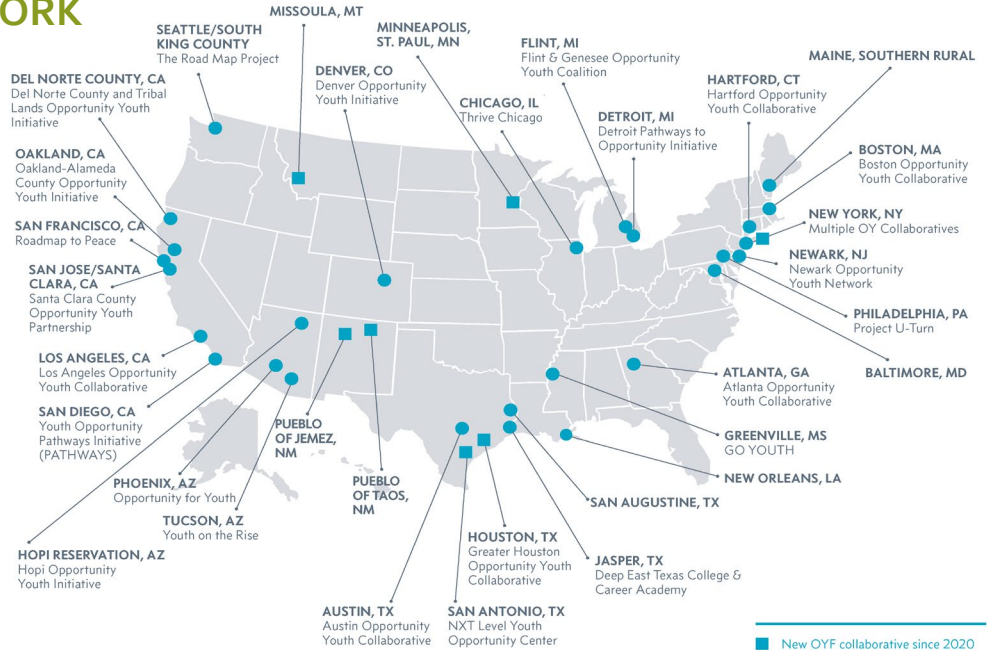 ORK
MISSOULA, MT
SEATTLE/SOUTH
KING COUNTY
The Road Map Project
MINNEAPOLIS,
ST. PAUL, MN
FLINT, MI
Flint & Genesee Opportunity
Youth Coalition
MAINE, SOUTHERN RURAL
DEL NORTE COUNTY, CA
Del Norte County and Tribal
Lands Opportunity Youth
Initiative
DENVER, CO
Denver Opportunity
Youth Initiative
HARTFORD, CT
Hartford Opportunity
Youth Collaborative
CHICAGO, IL
Thrive Chicago
DETROIT, MI
Detroit Pathways to
Opportunity Initiative
OAKLAND, CA
Oakland-Alameda
County Opportunity
Youth Initiative
BOSTON, MA
Boston Opportunity
Youth Collaborative
SAN FRANCISCO, CA
Roadmap to Peace
NEW YORK, NY
Multiple OY Collaboratives
SAN JOSE/SANTA
CLARA, CA
Santa Clara County
Opportunity Youth
Partnership
NEWARK, NJ
Newark Opportunity
Youth Network
PHILADELPHIA, PA
Project U-Turn
LOS ANGELES, CA
Los Angeles Opportunity
Youth Collaborative
BALTIMORE, MD
ATLANTA, GA
Atlanta Opportunity
Youth Collaborative
SAN DIEGO, CA
Youth Opportunity
Pathways Initiative
(PATHWAYS)
PUEBLO
OF JEMEZ,
NM
GREENVILLE, MS
GO YOUTH
PHOENIX, AZ
Opportunity for Youth
PUEBLO
OF TAOS,
NM
NEW ORLEANS, LA
SAN AUGUSTINE, TX
TUCSON, AZ
Youth on the Rise
HOUSTON, TX
Greater Houston
Opportunity Youth
Collaborative
HOPI RESERVATION, AZ
Hopi Opportunity
Youth Initiative
JASPER, TX
Deep East Texas College &
Career Academy
AUSTIN, TX
Austin Opportunity
Youth Collaborative
SAN ANTONIO, TX
NXT Level Youth
Opportunity Center
New OYF collaborative since 2020